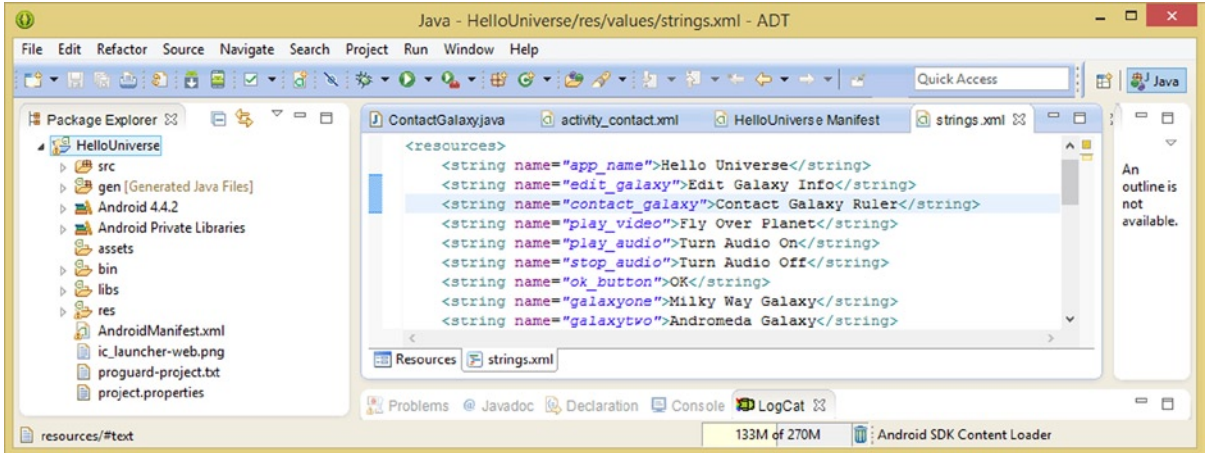 Java - HelloUniverse/res/values/strings.xml - ADT
File Edit Refactor Source Navigate Search Project Run Window Help
Quick Access
Java
Package Explorer
HelloUniverse
src
gen [Generated Java Files]
Android 4.4.2
Android Private Libraries
assets
bin
libs
res
AndroidManifest.xml
ic_launcher-web.png
proguard-project.txt
project.properties
ContactGalaxy.java activity_contact.xml HelloUniverse Manifest strings.xml
<resources>
<string name="app_name">Hello Universe</string>
<string name="edit_galaxy">Edit Galaxy Info</string>
<string name="contact_galaxy">Contact Galaxy Ruler</string>
<string name="play_video">Fly Over Planet</string>
<string name="play_audio">Turn Audio On</string>
<string name="stop_audio">Turn Audio Off</string>
<string name="ok_button">OK</string>
<string name="galaxyone">Milky Way Galaxy</string>
<string name="galaxytwo">Andromeda Galaxy</string>
Resources strings.xml
An
outline is
not
available.
Problems @ Javadoc Declaration Console LogCat
resources/#text
133M of 270M
Android SDK Content Loader